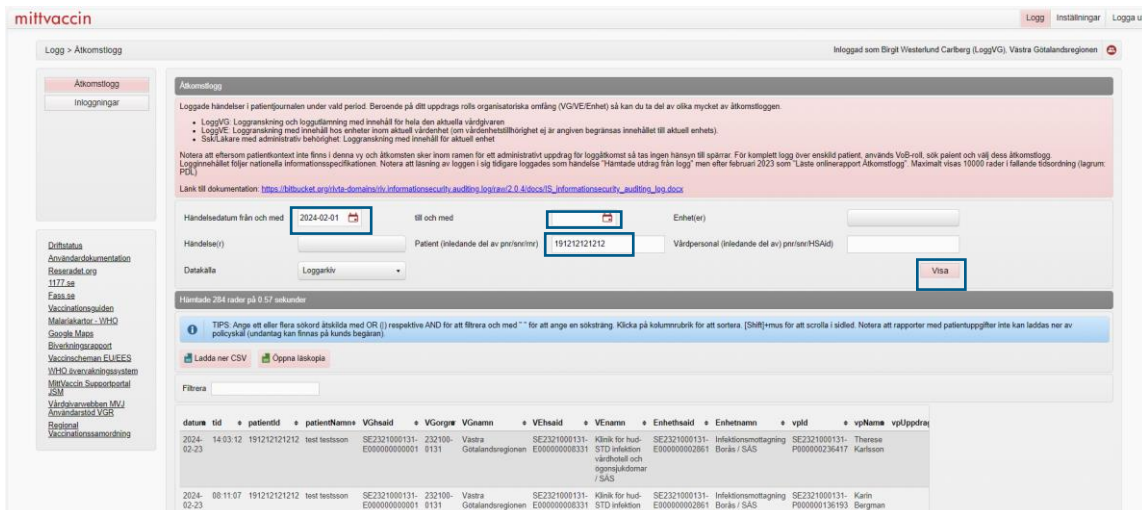 mittvaccin
Logg Inställningar Logga u
Logg > Åtkomstlogg
Inloggad som Birgit Westerlund Carlberg (LoggVG), Västra Götalandsregionen
Åtkomstlogg
Inloggningar
Driftstatus
Användardokumentation
Reseradet.org
1177.se
Fass.se
Vaccinationsguiden
Malariakartor - WHO
Google Maps
Biverkningsrapport
Vaccinscheman EU/EES
WHO övervakningssystem
MittVaccin Supportportal
JSM
Vårdgivarwebben MVJ
Användarstöd VGR
Regional
Vaccinationssamordning
Åtkomstlogg
Loggade händelser i patientjournalen under vald period. Beroende på ditt uppdrags rolls organisatoriska omfång (VG/VE/Enhet) så kan du ta del av olika mycket av åtkomstloggen.
• LoggVG: Loggranskning och loggutlämning med innehåll för hela den aktuella vårdgivaren
• LoggVE: Loggranskning med innehåll hos enheter inom aktuell vårdenhet (om vårdenhetstillhörighet ej är angiven begränsas innehållet till aktuell enhets).
• Ssk/Läkare med administrativ behörighet: Loggranskning med innehåll för aktuell enhet
Notera att eftersom patientkontext inte finns i denna vy och åtkomsten sker inom ramen för ett administrativt uppdrag för loggåtkomst så tas ingen hänsyn till spärrar. För komplett logg över enskild patient, används VoB-roll, sök paient och välj dess åtkomstlogg.
Logginnehållet följer nationella informationsspecifikationen. Notera att läsning av loggen i sig tidigare loggades som händelse "Hämtade utdrag från logg" men efter februari 2023 som "Läste onlinerapport Åtkomstlogg". Maximalt visas 10000 rader i fallande tidsordning (lagrum:
PDL)
Länk till dokumentation: https://bitbucket.org/rivta-domains/riv.informationsecurity.auditing.log/raw/2.0.4/docs/IS_informationsecurity_auditing_log.docx
Händelsedatum från och med 2024-02-01 till och med Enhet(er)
Händelse(r) Patient (inledande del av pnr/snr/rnr) 191212121212 Vårdpersonal (inledande del av) pnr/snr/HSAid)
Datakälla Loggarkiv Visa
Hämtade 284 rader på 0.57 sekunder
TIPS: Ange ett eller flera sökord åtskilda med OR (|) respektive AND för att filtrera och med " " för att ange en söksträng. Klicka på kolumnrubrik för att sortera. [Shift]+mus för att scrolla i sidled. Notera att rapporter med patientuppgifter inte kan laddas ner av
policyskäl (undantag kan finnas på kunds begäran).
Ladda ner CSV Öppna läskopia
Filtrera
datum tid patientId patientNamn VGhsaid VGorgnr VGnamn VEhsaid VEnamn Enhethsaid Enhetnamn vpId vpNamn vpUppdrag
2024- 14:03:12 191212121212 test testsson SE2321000131- 232100- Västra SE2321000131- Klinik för hud- SE2321000131- Infektionsmottagning SE2321000131- Therese
02-23 E000000000001 0131 Götalandsregionen E000000008331 STD infektion E000000002861 Borås / SÄS P000000236417 Karlsson
vårdhotell och
ögonsjukdomar
/ SÄS
2024- 08:11:07 191212121212 test testsson SE2321000131- 232100- Västra SE2321000131- Klinik för hud- SE2321000131- Infektionsmottagning SE2321000131- Karin
02-23 E000000000001 0131 Götalandsregionen E000000008331 STD infektion E000000002861 Borås / SÄS P000000136193 Bergman